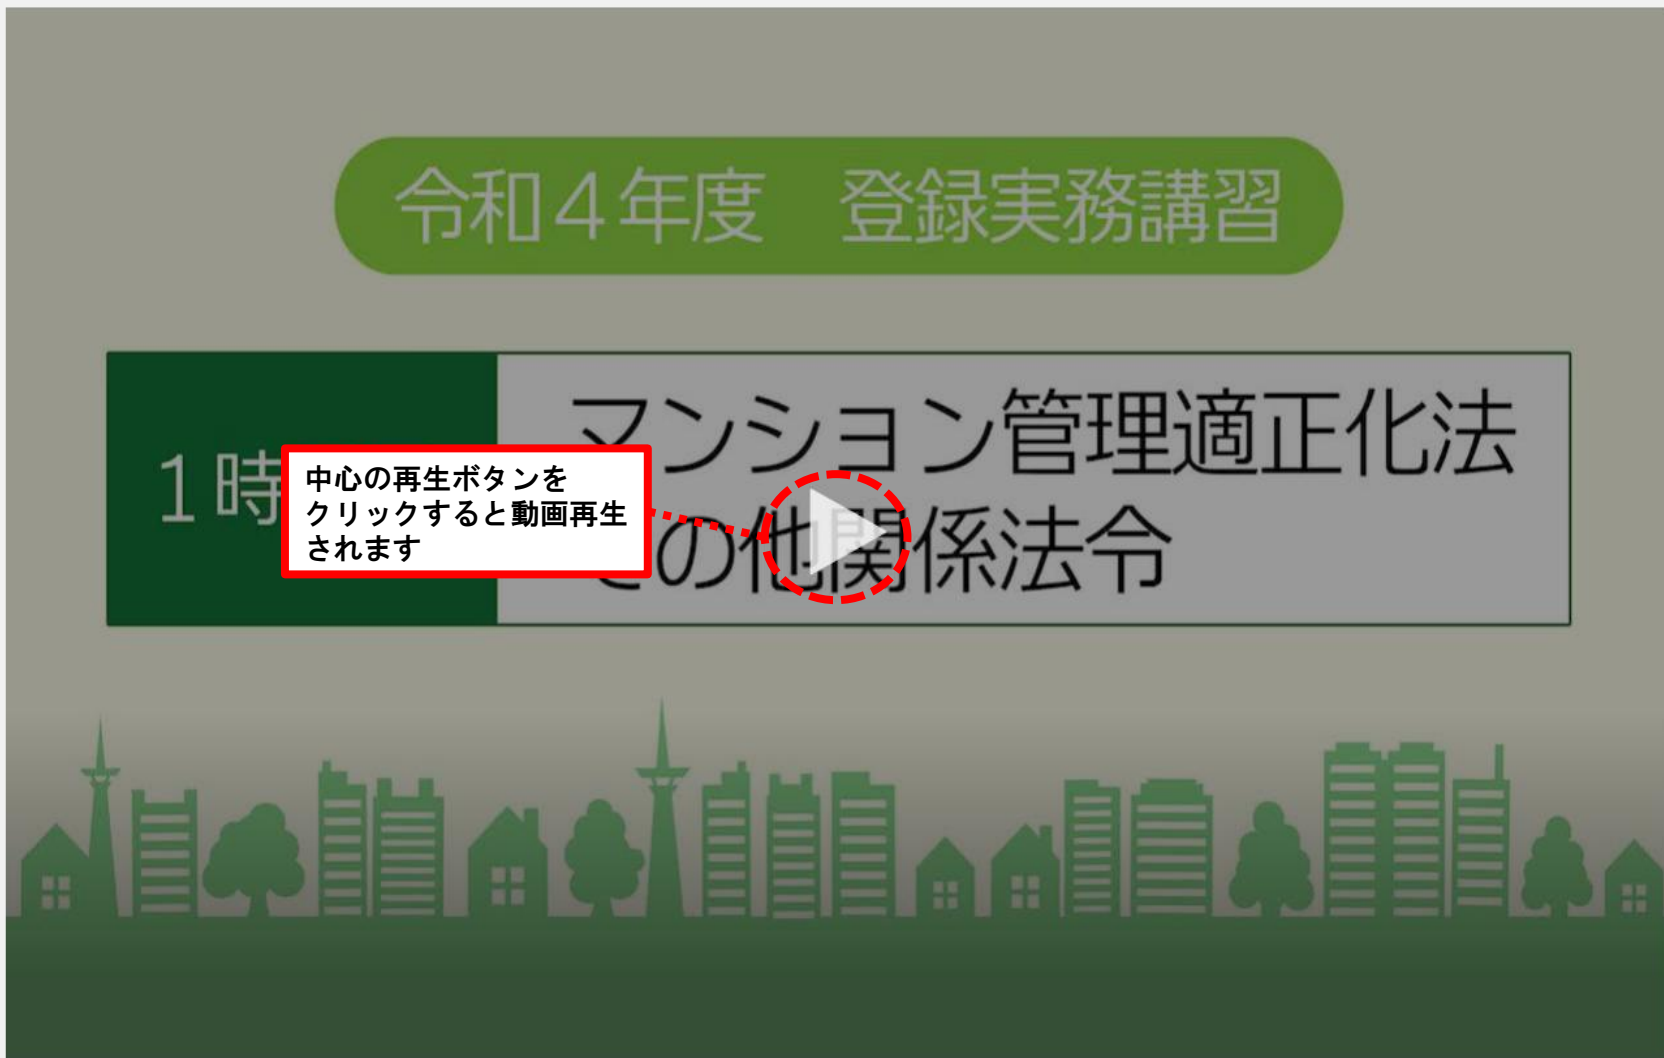 令和４年度　登録実務講習
１時
マンション管理適正化法
の他関係法令
中心の再生ボタンを
クリックすると動画再生
されます